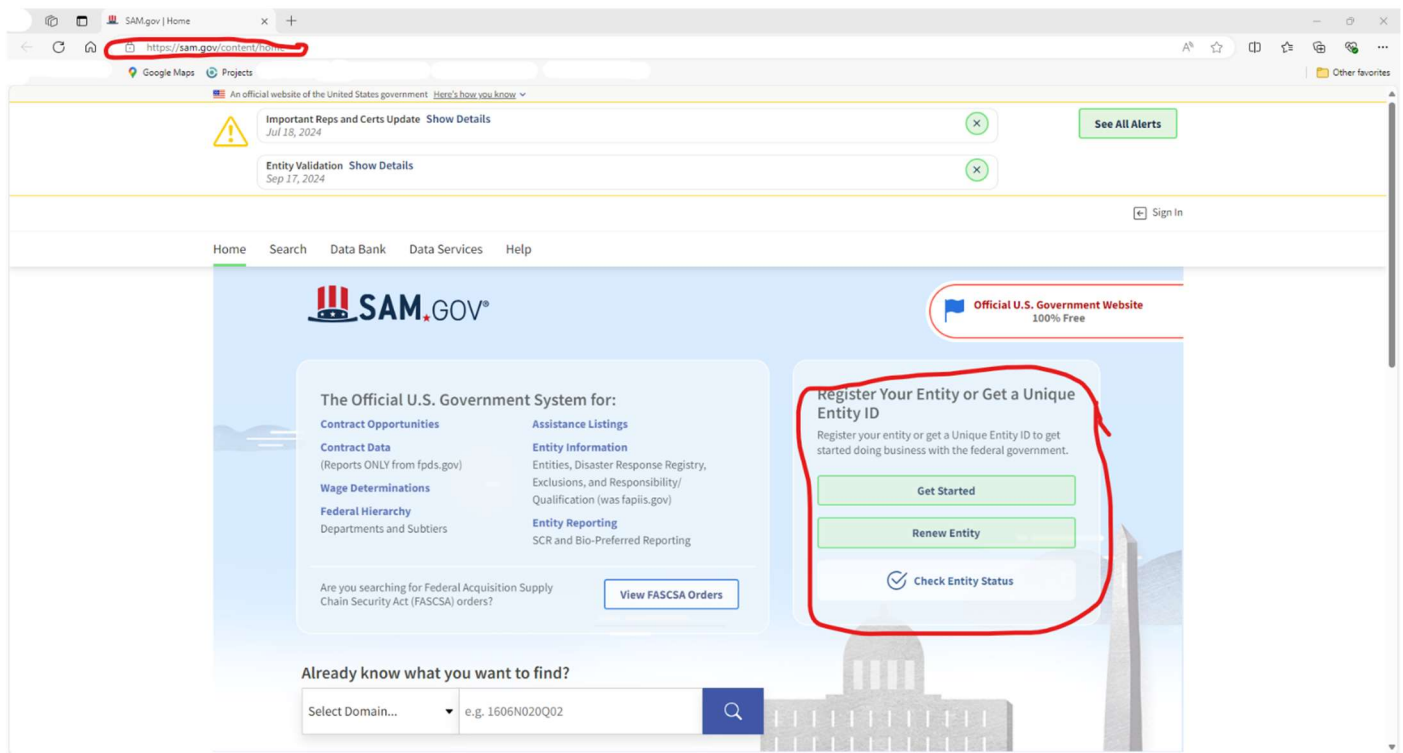 SAM.gov | Home
https://sam.gov/content/home
Google Maps
Projects
Other favorites
An official website of the United States government Here's how you know
Important Reps and Certs Update Show Details
Jul 18, 2024
See All Alerts
Entity Validation Show Details
Sep 17, 2024
Sign In
Home Search Data Bank Data Services Help
SAM.GOV®
Official U.S. Government Website
100% Free
The Official U.S. Government System for:
Contract Opportunities
Contract Data
(Reports ONLY from fpds.gov)
Wage Determinations
Federal Hierarchy
Departments and Subtiers
Assistance Listings
Entity Information
Entities, Disaster Response Registry,
Exclusions, and Responsibility/
Qualification (was fapiis.gov)
Entity Reporting
SCR and Bio-Preferred Reporting
Are you searching for Federal Acquisition Supply
Chain Security Act (FASCSA) orders?
View FASCSA Orders
Register Your Entity or Get a Unique
Entity ID
Register your entity or get a Unique Entity ID to get
started doing business with the federal government.
Get Started
Renew Entity
Check Entity Status
Already know what you want to find?
Select Domain...
e.g. 1606N020Q02